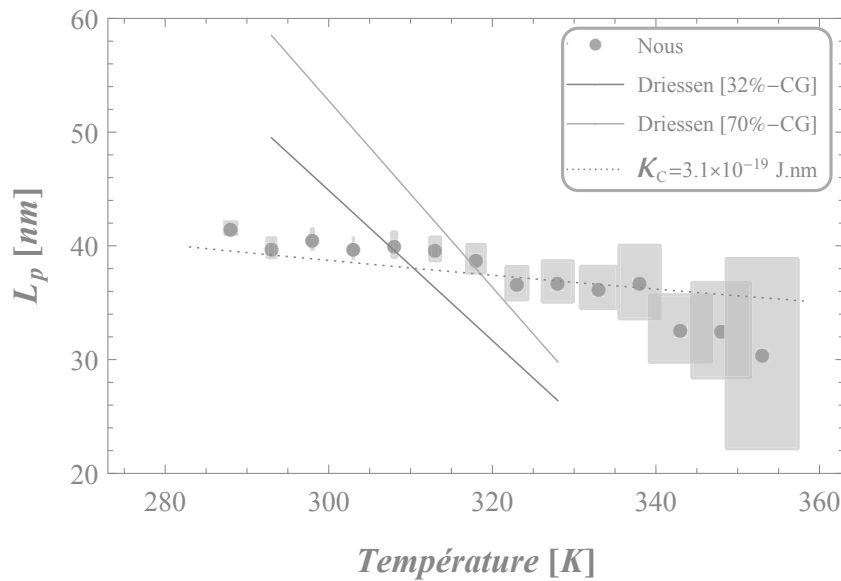 60
50
40
30
20
L_p [nm]
Nous
Driessen [32%−CG]
Driessen [70%−CG]
κ_C=3.1×10^−19 J.nm
280 300 320 340 360
Température [K]